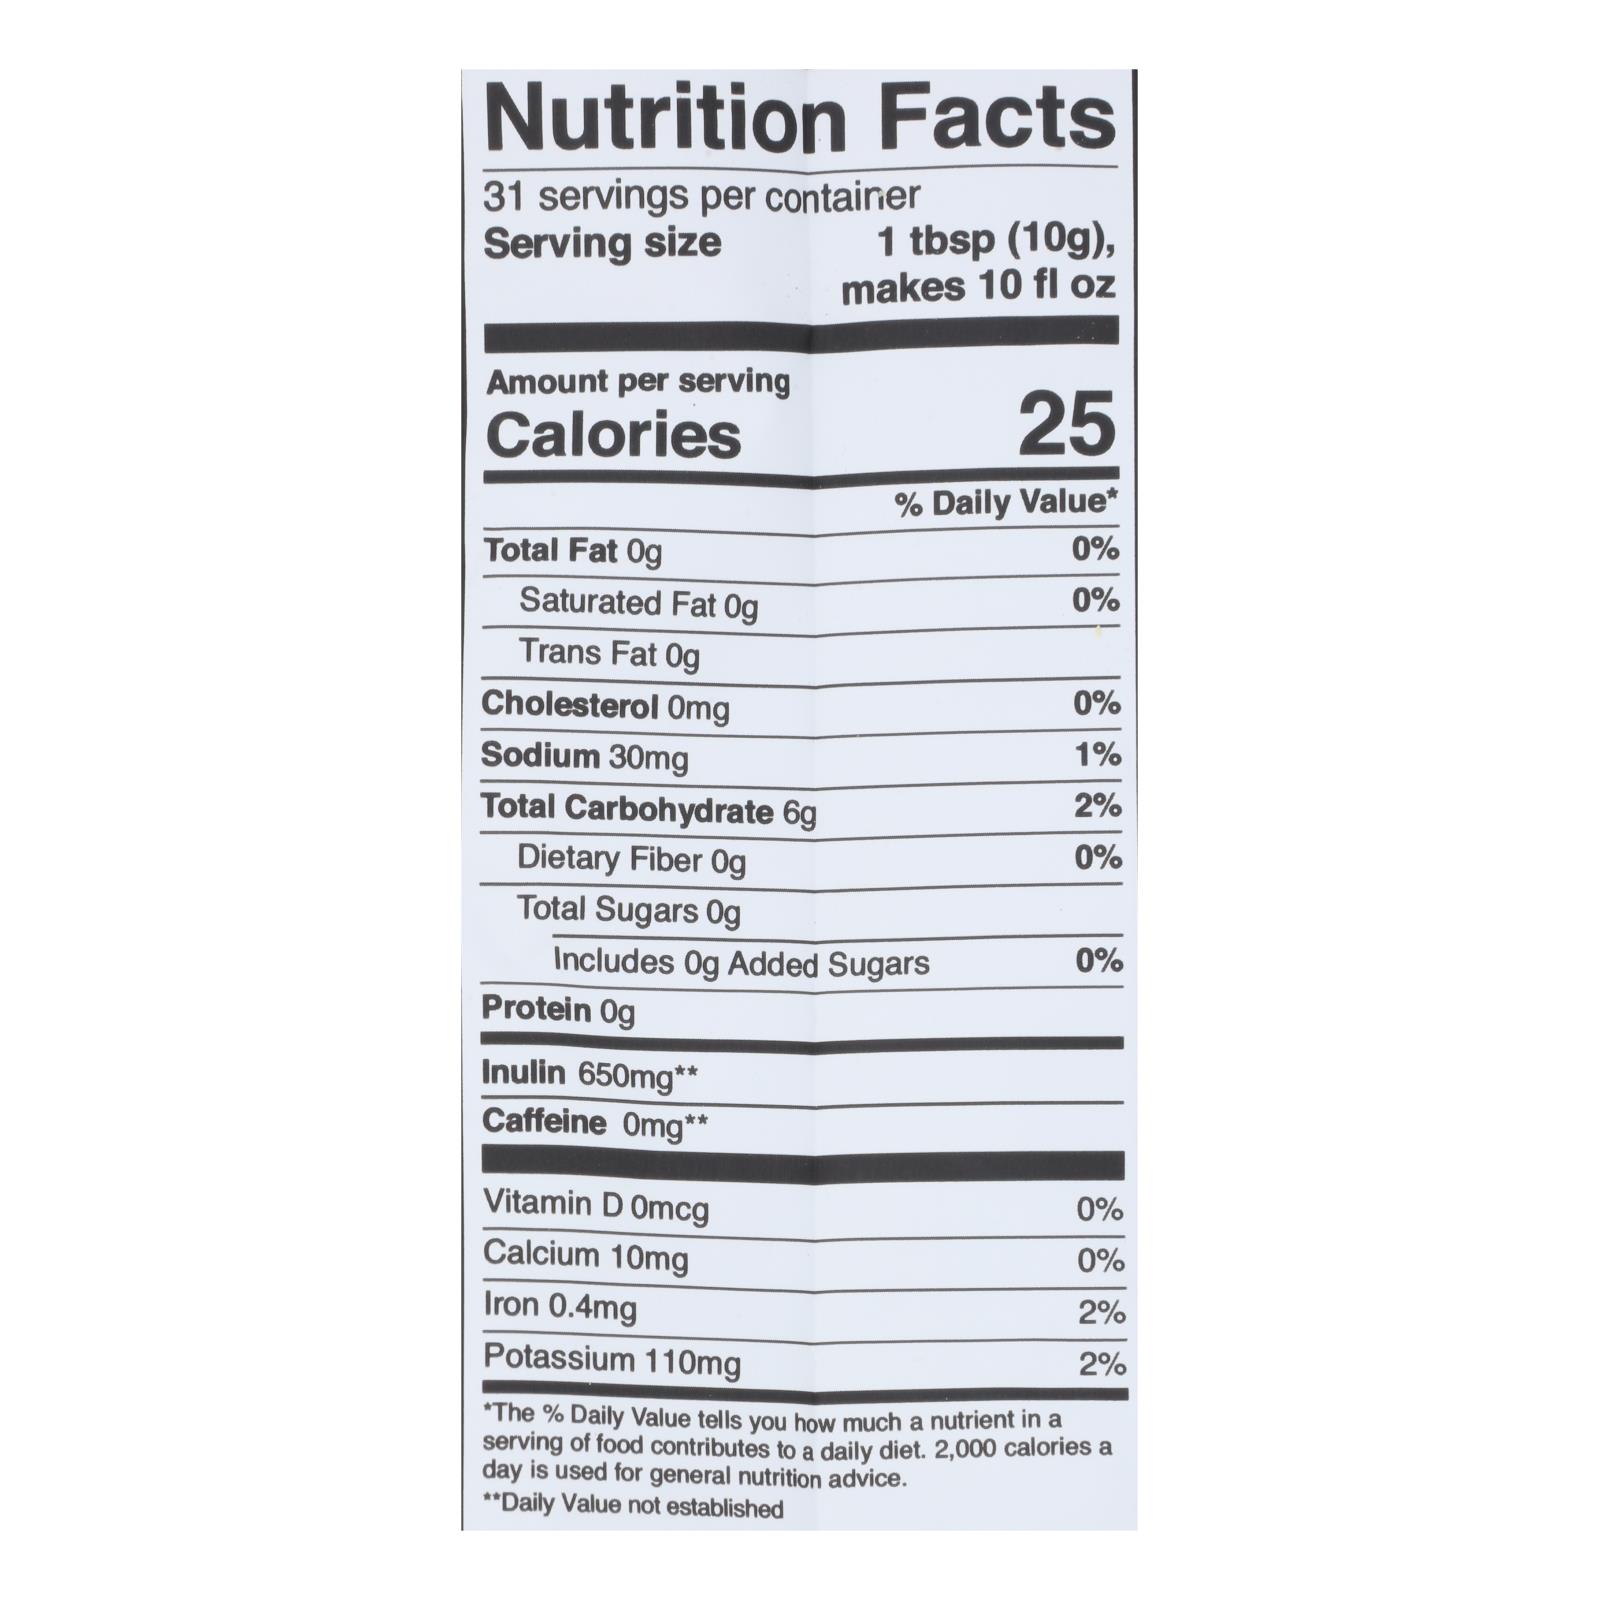 Nutrition Facts
31 servings per container
Serving size 1 tbsp (10g),
makes 10 fl oz
Amount per serving
Calories 25
% Daily Value*
Total Fat 0g 0%
Saturated Fat 0g 0%
Trans Fat 0g
Cholesterol 0mg 0%
Sodium 30mg 1%
Total Carbohydrate 6g 2%
Dietary Fiber 0g 0%
Total Sugars 0g
Includes 0g Added Sugars 0%
Protein 0g
Inulin 650mg**
Caffeine 0mg**
Vitamin D 0mcg 0%
Calcium 10mg 0%
Iron 0.4mg 2%
Potassium 110mg 2%
*The % Daily Value tells you how much a nutrient in a
serving of food contributes to a daily diet. 2,000 calories a
day is used for general nutrition advice.
**Daily Value not established